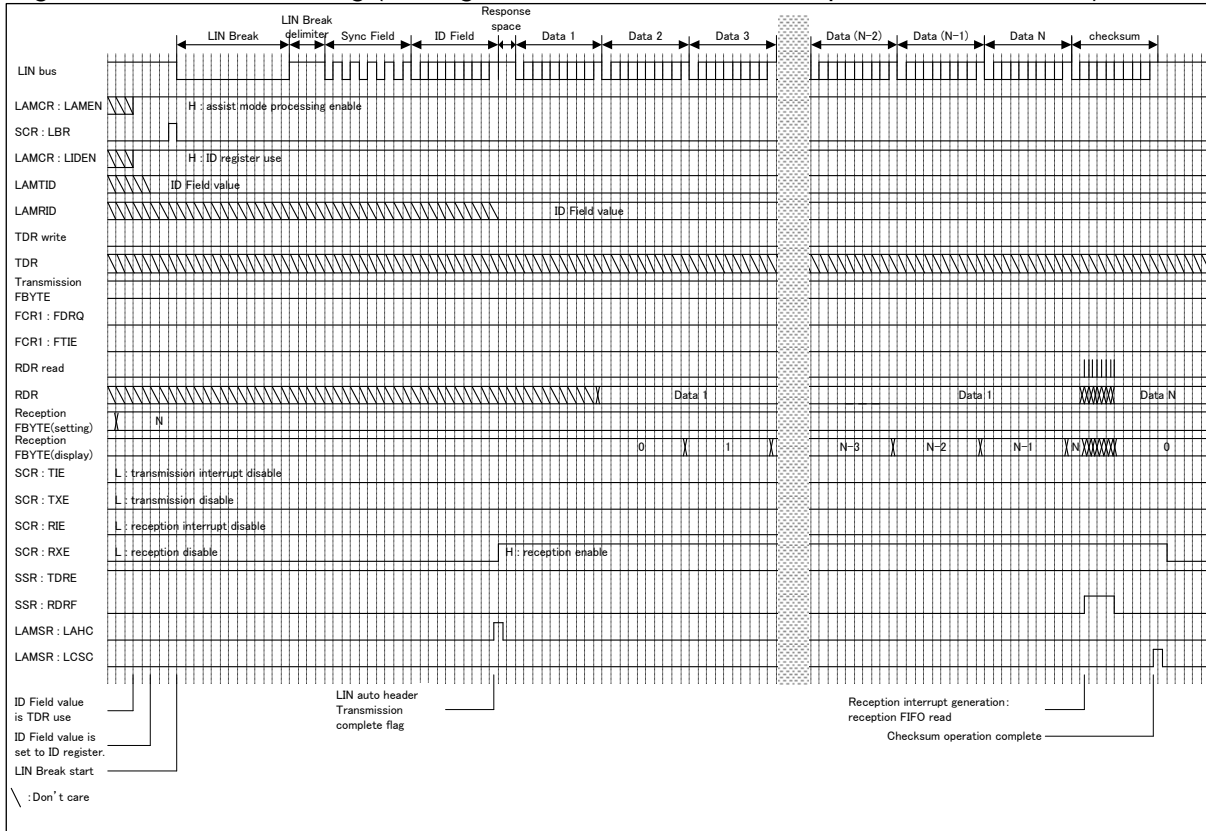 LIN Break
LIN Break
delimiter
Sync Field
ID Field
Response
space
Data 1
Data 2
Data 3
Data (N-2)
Data (N-1)
Data N
checksum
LIN bus
LAMCR : LAMEN
H : assist mode processing enable
SCR : LBR
LAMCR : LIDEN
H : ID register use
LAMTID
ID Field value
LAMRID
ID Field value
TDR write
TDR
Transmission
FBYTE
FCR1 : FDRQ
FCR1 : FTIE
RDR read
RDR
Data 1
Data 1
Data N
Reception
FBYTE(setting)
N
Reception
FBYTE(display)
0
1
N-3
N-2
N-1
N
0
SCR : TIE
L : transmission interrupt disable
SCR : TXE
L : transmission disable
SCR : RIE
L : reception interrupt disable
SCR : RXE
L : reception disable
H : reception enable
SSR : TDRE
SSR : RDRF
LAMSR : LAHC
LAMSR : LCSC
ID Field value
is TDR use
ID Field value is
set to ID register.
LIN Break start
LIN auto header
Transmission
complete flag
Reception interrupt generation:
reception FIFO read
Checksum operation complete
:Don't care